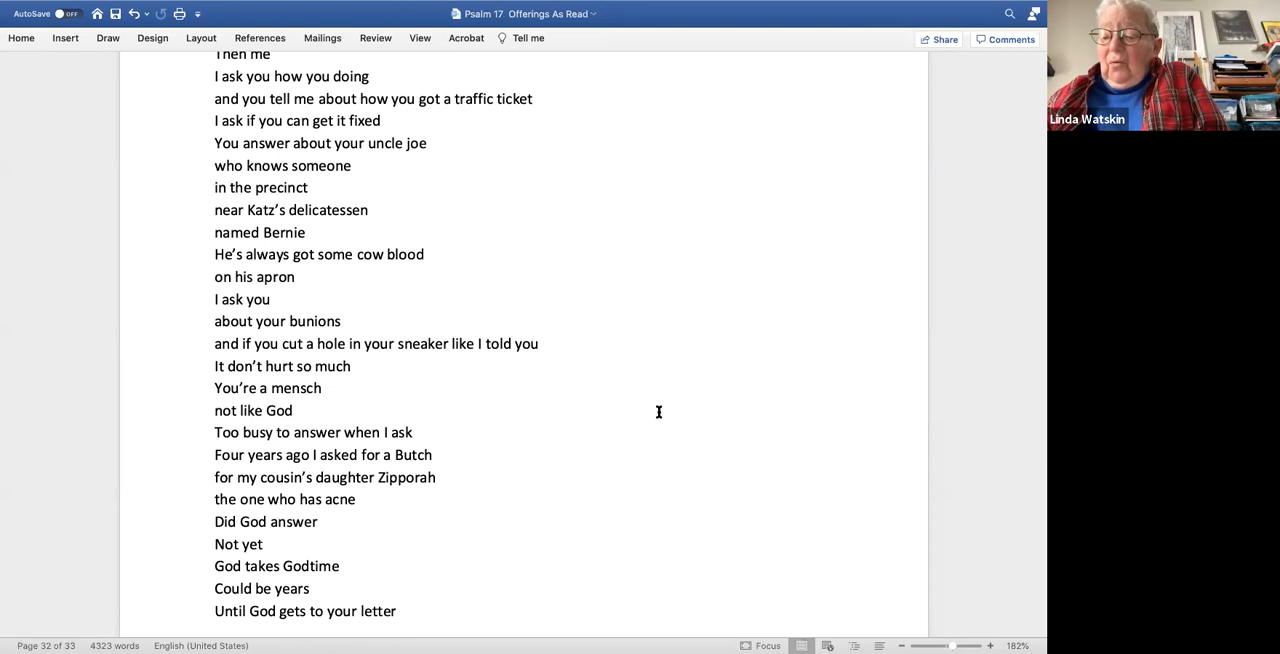 AutoSave OFF
Psalm 17 Offerings As Read
Home Insert Draw Design Layout References Mailings Review View Acrobat Tell me
Share Comments
Then me
I ask you how you doing
and you tell me about how you got a traffic ticket
I ask if you can get it fixed
You answer about your uncle joe
who knows someone
in the precinct
near Katz’s delicatessen
named Bernie
He’s always got some cow blood
on his apron
I ask you
about your bunions
and if you cut a hole in your sneaker like I told you
It don’t hurt so much
You’re a mensch
not like God
Too busy to answer when I ask
Four years ago I asked for a Butch
for my cousin’s daughter Zipporah
the one who has acne
Did God answer
Not yet
God takes Godtime
Could be years
Until God gets to your letter
Linda Watskin
Page 32 of 33 4323 words English (United States) Focus 182%